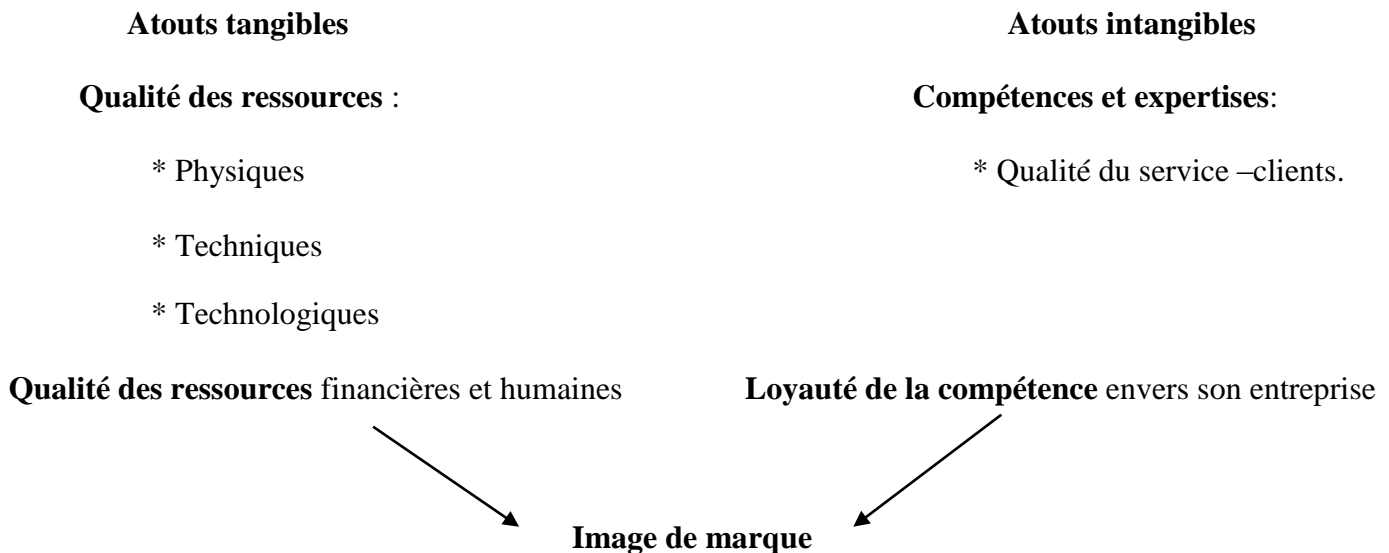 Atouts tangibles
Atouts intangibles
Qualité des ressources :
Compétences et expertises:
* Physiques
* Qualité du service –clients.
* Techniques
* Technologiques
Qualité des ressources financières et humaines
Loyauté de la compétence envers son entreprise
Image de marque